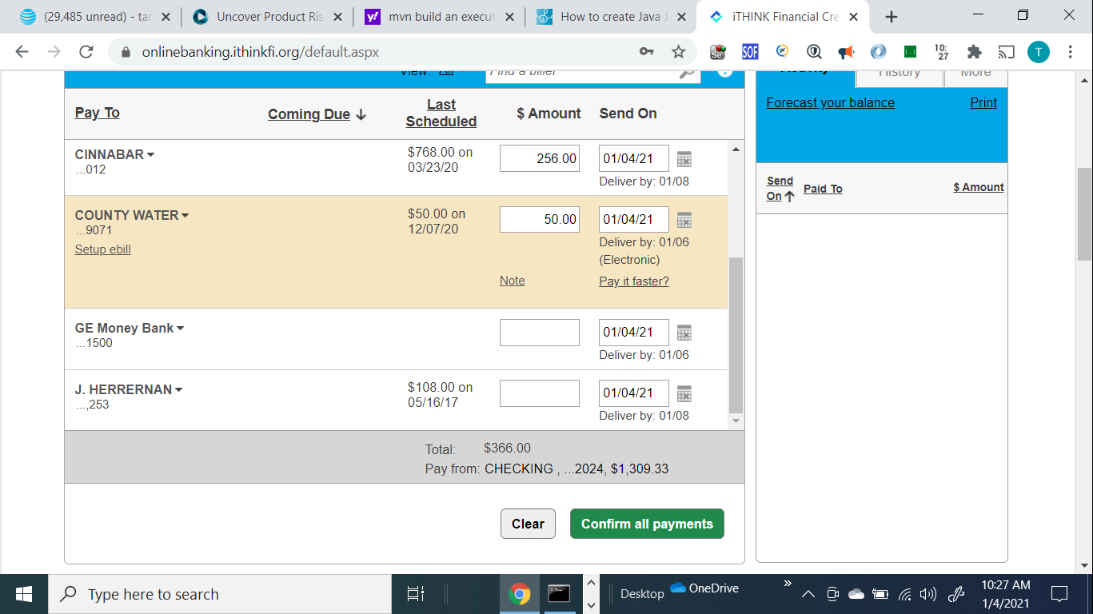 (29,485 unread) - tar
Uncover Product Ris
mvn build an execut
How to create Java J
iTHINK Financial Cre
onlinebanking.ithinkfi.org/default.aspx
SOF
10:
27
T
View:
Find a biller
Activity
History
More
Pay To
Coming Due
Last
Scheduled
$ Amount
Send On
Forecast your balance
Print
Send
On
Paid To
$ Amount
CINNABAR
...012
$768.00 on
03/23/20
256.00
01/04/21
Deliver by: 01/08
COUNTY WATER
...9071
Setup ebill
$50.00 on
12/07/20
50.00
01/04/21
Deliver by: 01/06
(Electronic)
Note
Pay it faster?
GE Money Bank
...1500
01/04/21
Deliver by: 01/06
J. HERRERNAN
...,253
$108.00 on
05/16/17
01/04/21
Deliver by: 01/08
Total: $366.00
Pay from: CHECKING , ...2024, $1,309.33
Clear
Confirm all payments
Type here to search
Desktop
OneDrive
10:27 AM
1/4/2021